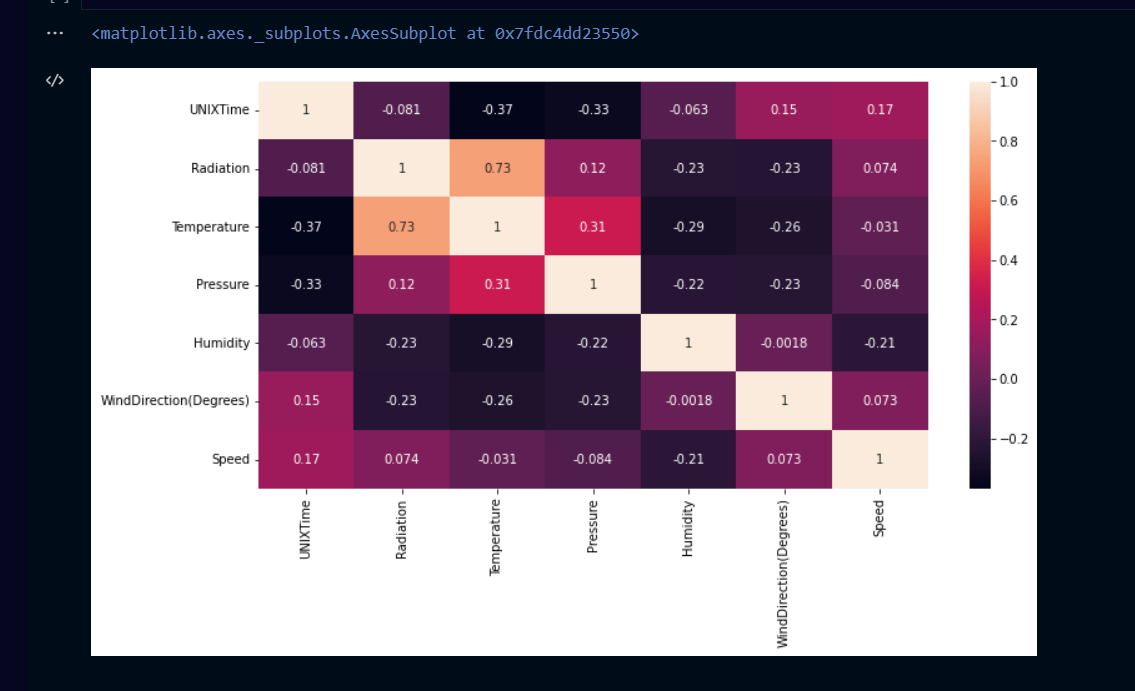 <matplotlib.axes._subplots.AxesSubplot at 0x7fdc4dd23550>
UNIXTime 1 -0.081 -0.37 -0.33 -0.063 0.15 0.17
Radiation -0.081 1 0.73 0.12 -0.23 -0.23 0.074
Temperature -0.37 0.73 1 0.31 -0.29 -0.26 -0.031
Pressure -0.33 0.12 0.31 1 -0.22 -0.23 -0.084
Humidity -0.063 -0.23 -0.29 -0.22 1 -0.0018 -0.21
WindDirection(Degrees) 0.15 -0.23 -0.26 -0.23 -0.0018 1 0.073
Speed 0.17 0.074 -0.031 -0.084 -0.21 0.073 1
UNIXTime
Radiation
Temperature
Pressure
Humidity
WindDirection(Degrees)
Speed
1.0
0.8
0.6
0.4
0.2
0.0
−0.2